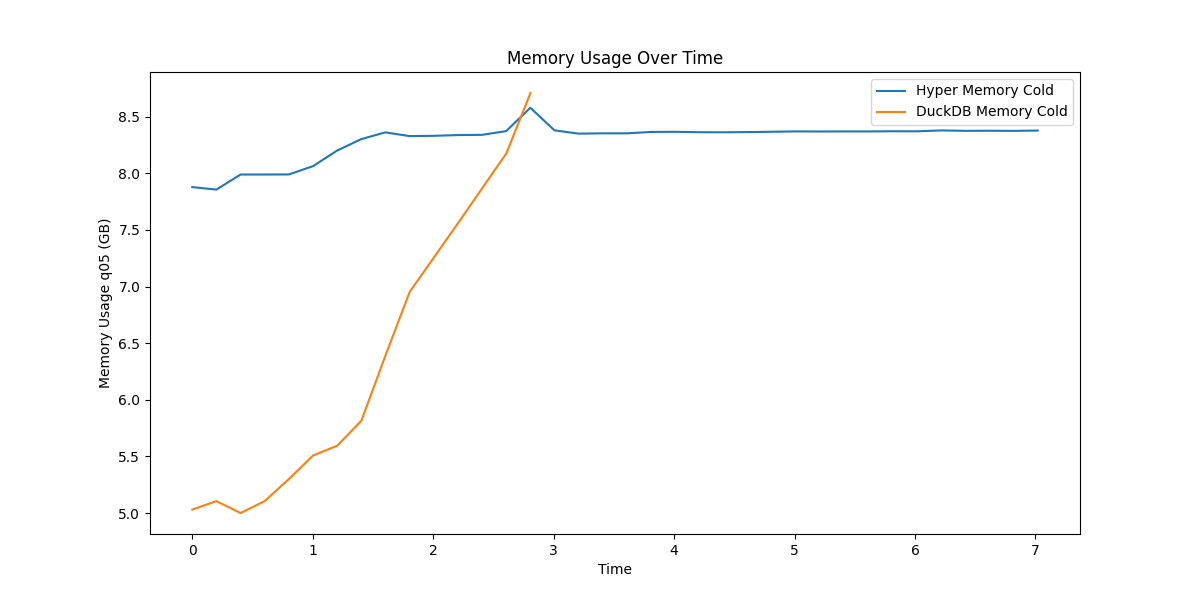 Memory Usage Over Time
Hyper Memory Cold
DuckDB Memory Cold
Memory Usage q05 (GB)
8.5
8.0
7.5
7.0
6.5
6.0
5.5
5.0
0 1 2 3 4 5 6 7
Time